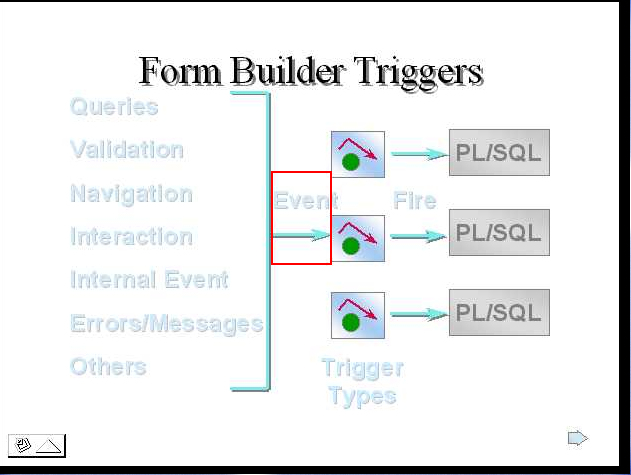 Form Builder Triggers
Queries
Validation
Navigation
Interaction
Internal Event
Errors/Messages
Others
Event
Fire
PL/SQL
PL/SQL
PL/SQL
Trigger
Types